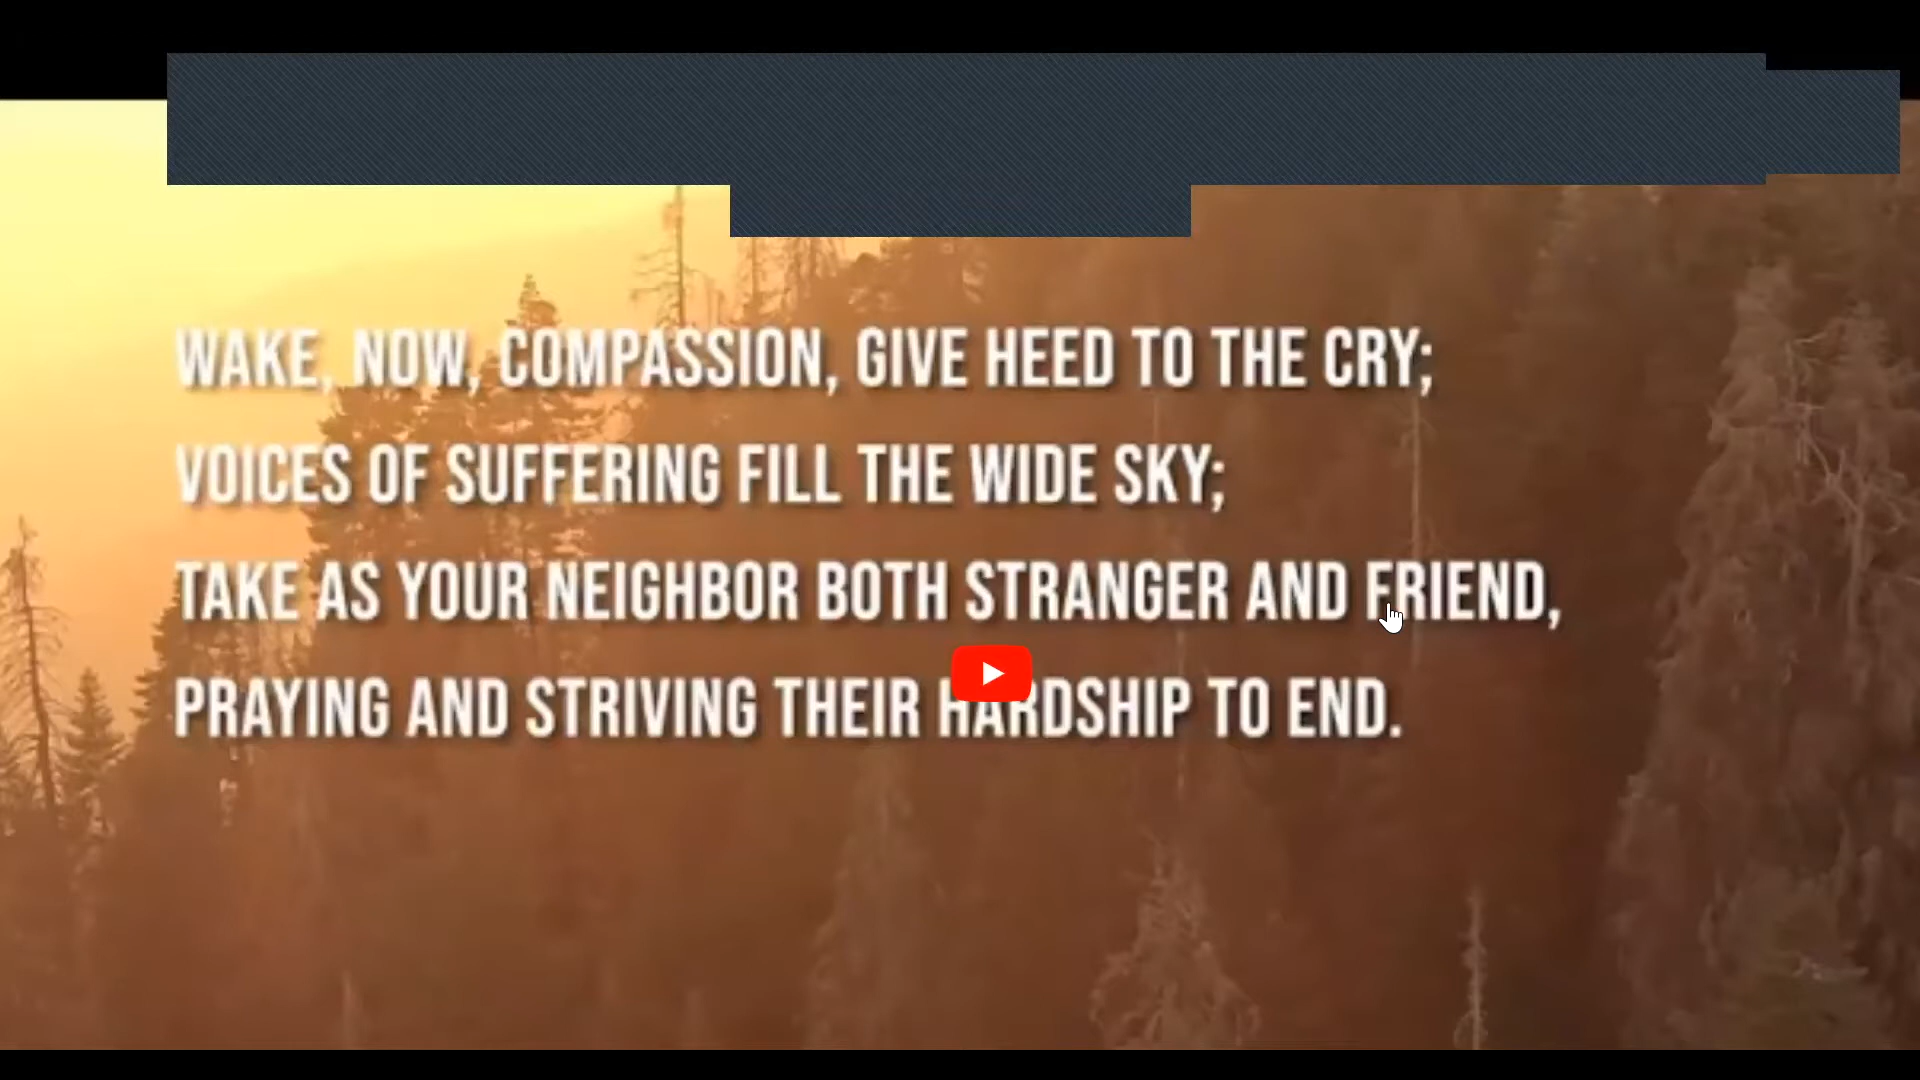 WAKE, NOW, COMPASSION, GIVE HEED TO THE CRY;
VOICES OF SUFFERING FILL THE WIDE SKY;
TAKE AS YOUR NEIGHBOR BOTH STRANGER AND FRIEND,
PRAYING AND STRIVING THEIR HARDSHIP TO END.